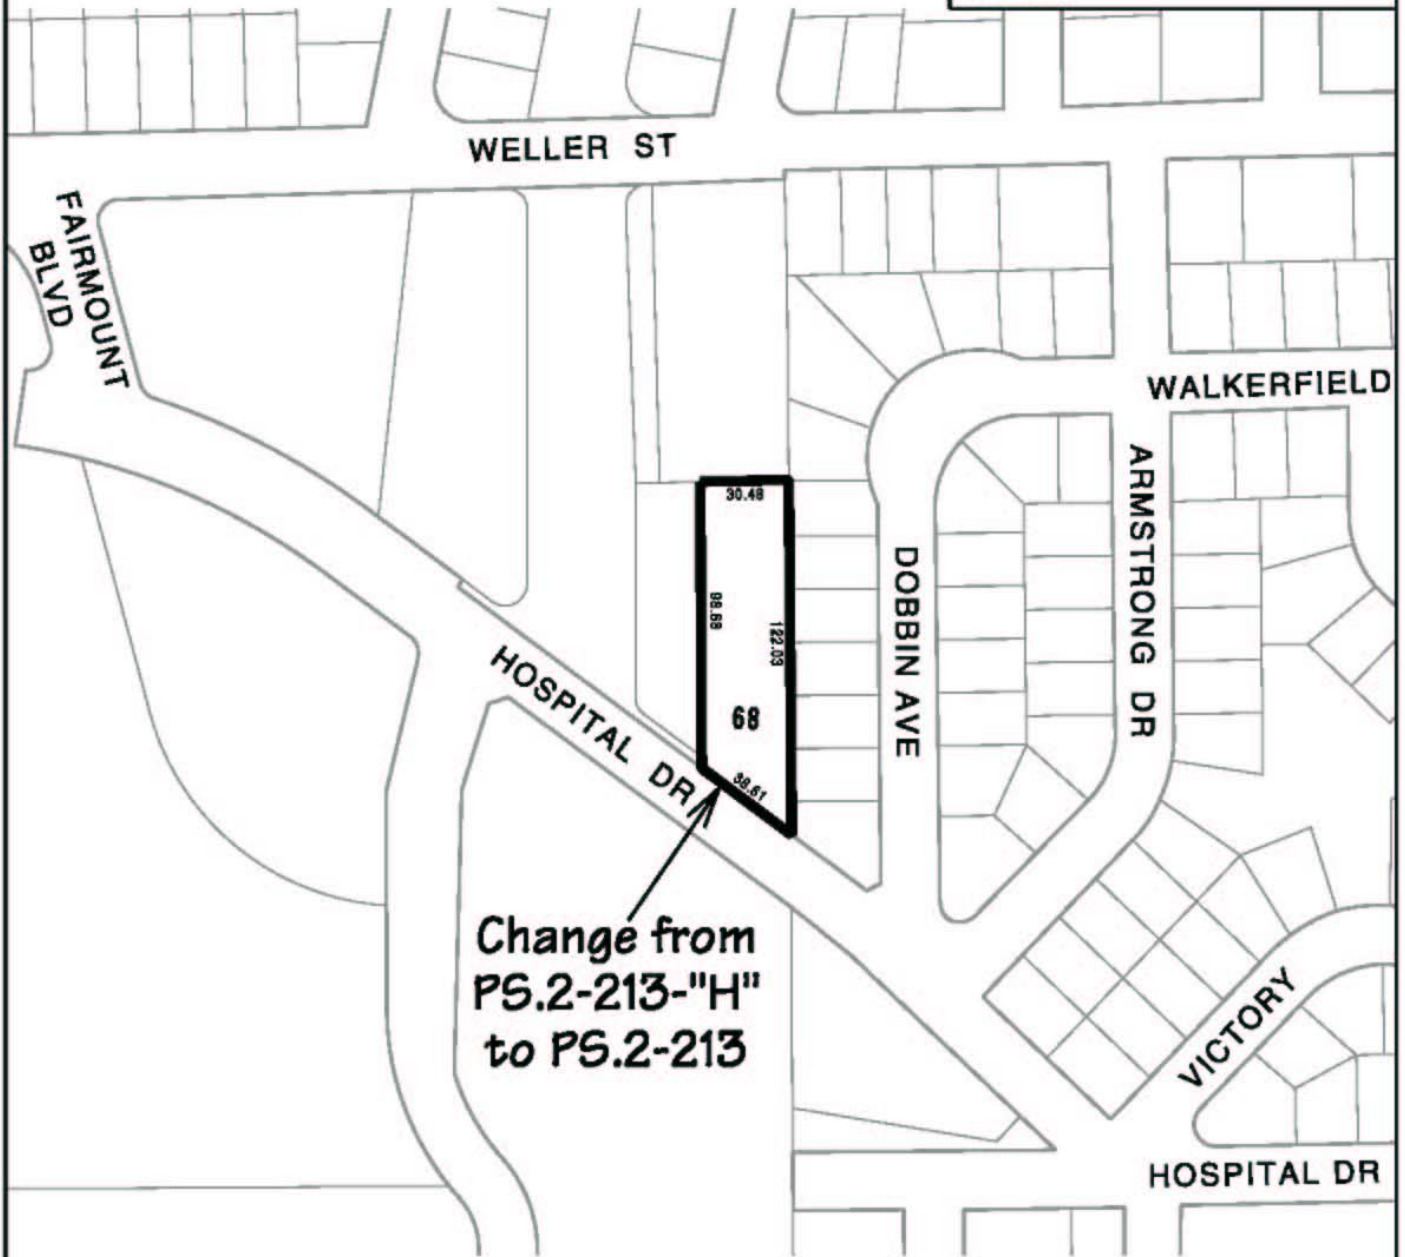 WELLER ST
FAIRMOUNT
BLVD
WALKERFIELD
ARMSTRONG DR
30.48
98.68
122.03
DOBBIN AVE
68
38.61
HOSPITAL DR
Change from
PS.2-213-"H"
to PS.2-213
VICTORY
HOSPITAL DR